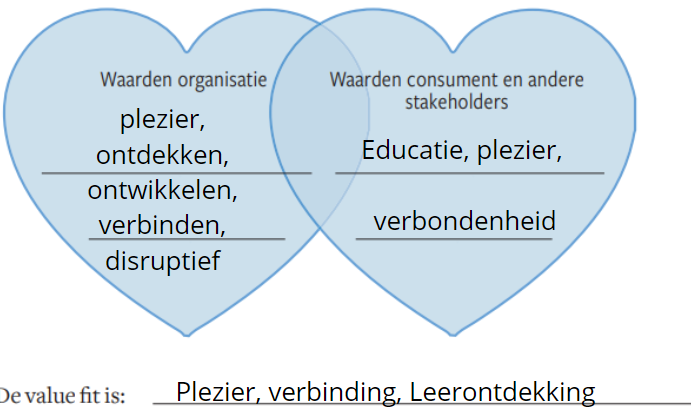 Waarden organisatie
plezier,
ontdekken,
ontwikkelen,
verbinden,
disruptief
Waarden consument en andere
stakeholders
Educatie, plezier,
verbondenheid
De value fit is: Plezier, verbinding, Leerontdekking